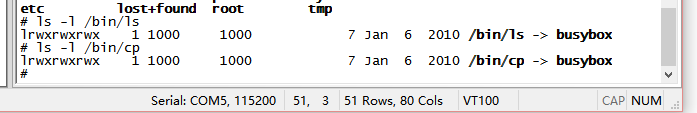 etc lost+found root tmp
# ls -l /bin/ls
lrwxrwxrwx 1 1000 1000 7 Jan 6 2010 /bin/ls -> busybox
# ls -l /bin/cp
lrwxrwxrwx 1 1000 1000 7 Jan 6 2010 /bin/cp -> busybox
#
Serial: COM5, 115200 51, 3 51 Rows, 80 Cols VT100 CAP NUM